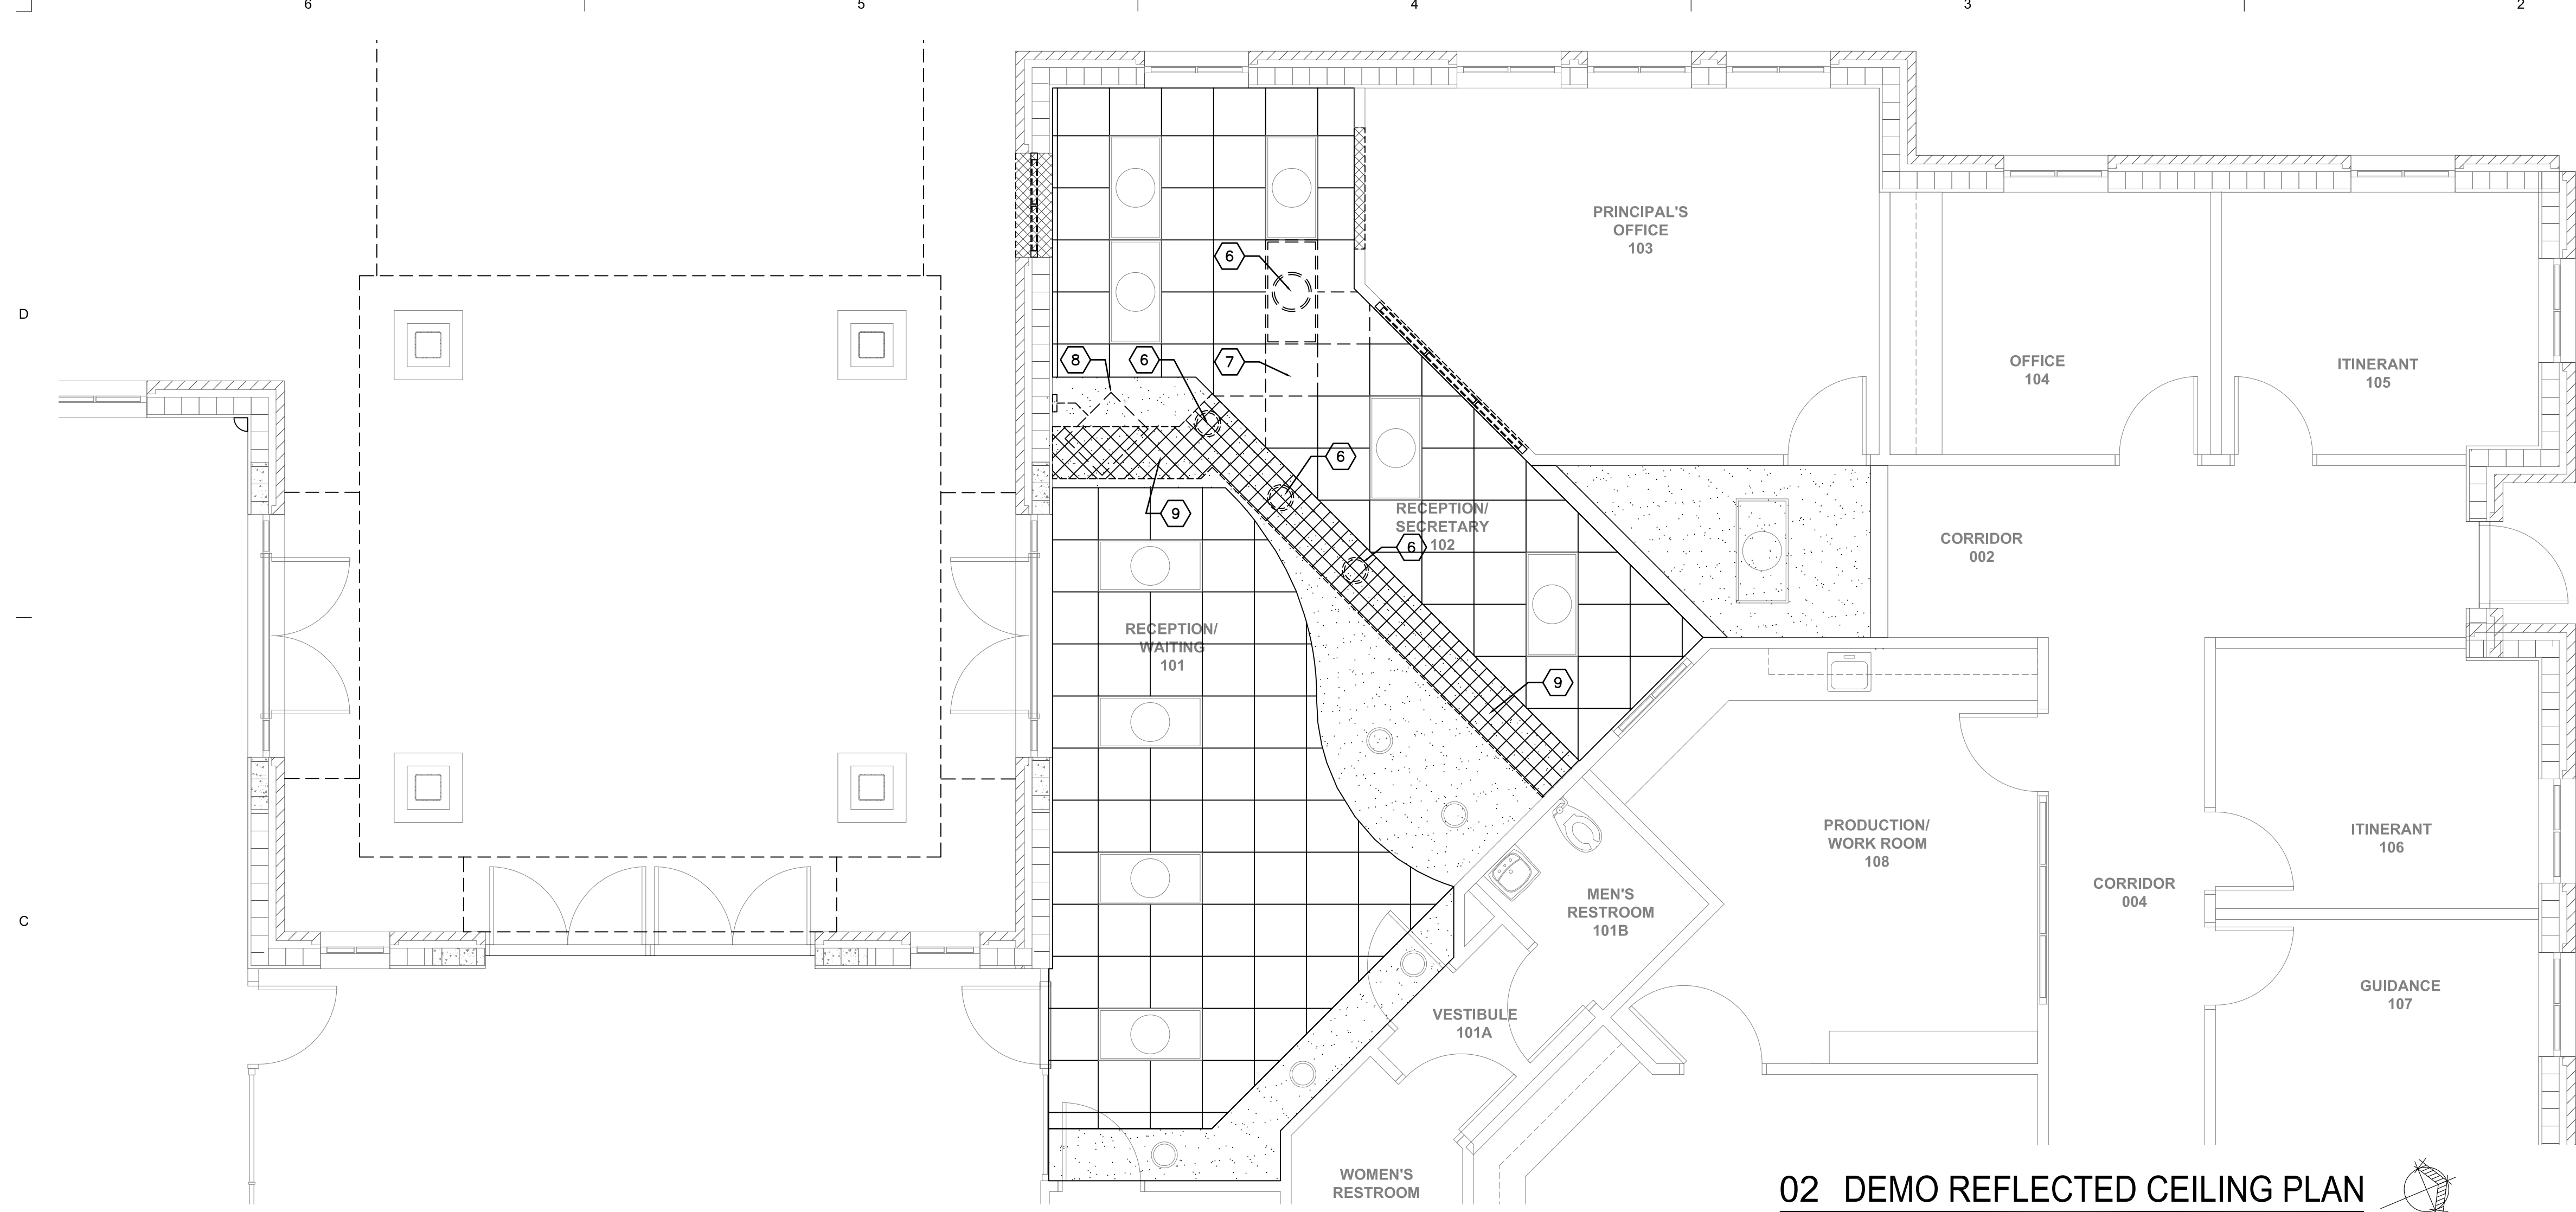 6 5 4 3 2
PRINCIPAL'S
OFFICE
103
6
D
8 6 7
OFFICE
104
ITINERANT
105
6
9
RECEPTION/
SECRETARY
102
6
CORRIDOR
002
RECEPTION/
WAITING
101
9
PRODUCTION/
WORK ROOM
108
ITINERANT
106
CORRIDOR
004
MEN'S
RESTROOM
101B
C
GUIDANCE
107
VESTIBULE
101A
WOMEN'S
RESTROOM
02 DEMO REFLECTED CEILING PLAN